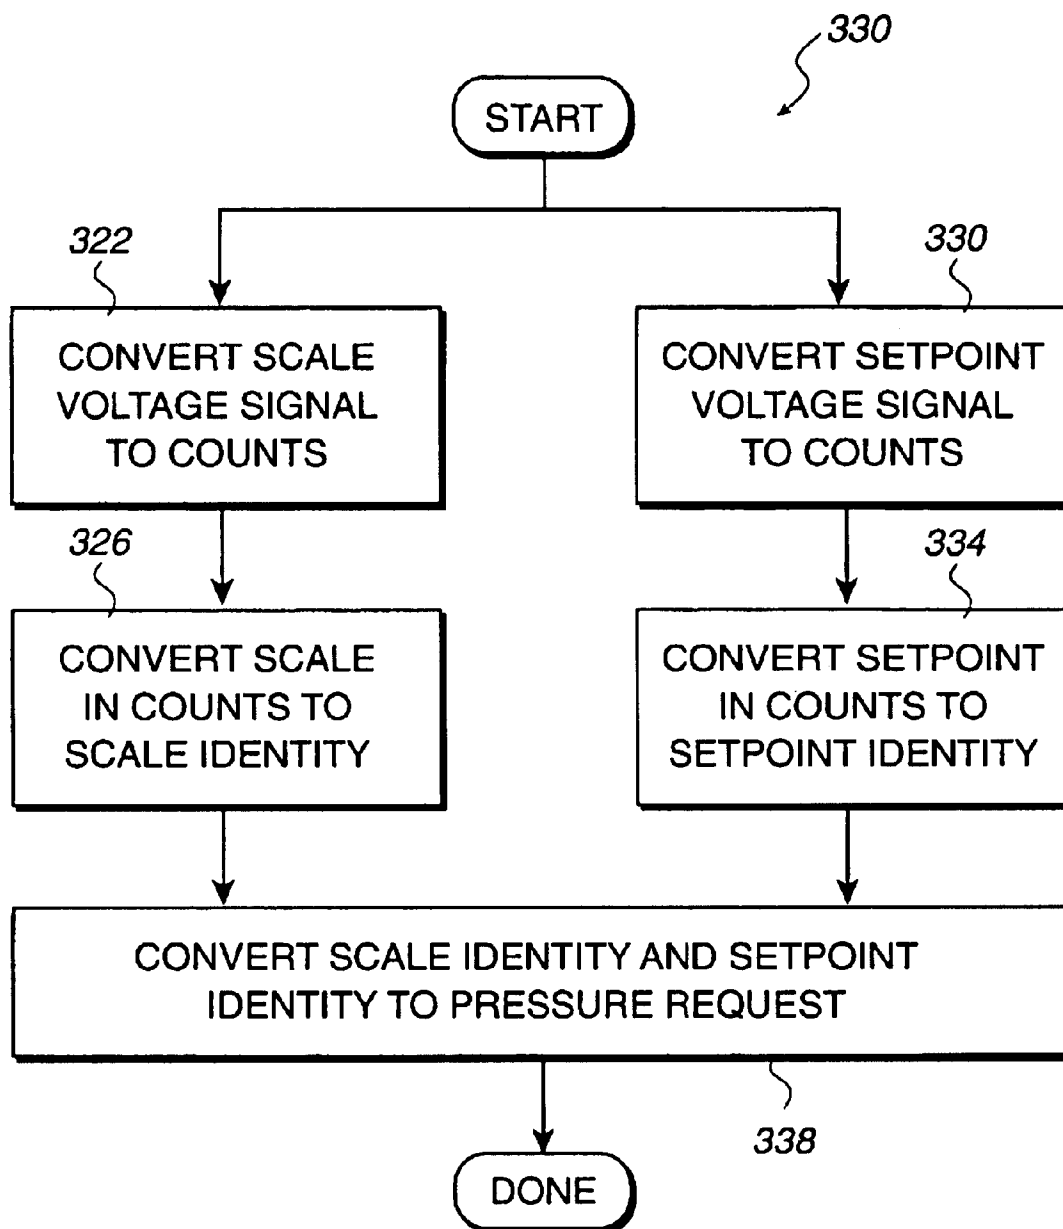 330
START
322
330
CONVERT SCALE
VOLTAGE SIGNAL
TO COUNTS
CONVERT SETPOINT
VOLTAGE SIGNAL
TO COUNTS
326
334
CONVERT SCALE
IN COUNTS TO
SCALE IDENTITY
CONVERT SETPOINT
IN COUNTS TO
SETPOINT IDENTITY
CONVERT SCALE IDENTITY AND SETPOINT
IDENTITY TO PRESSURE REQUEST
338
DONE